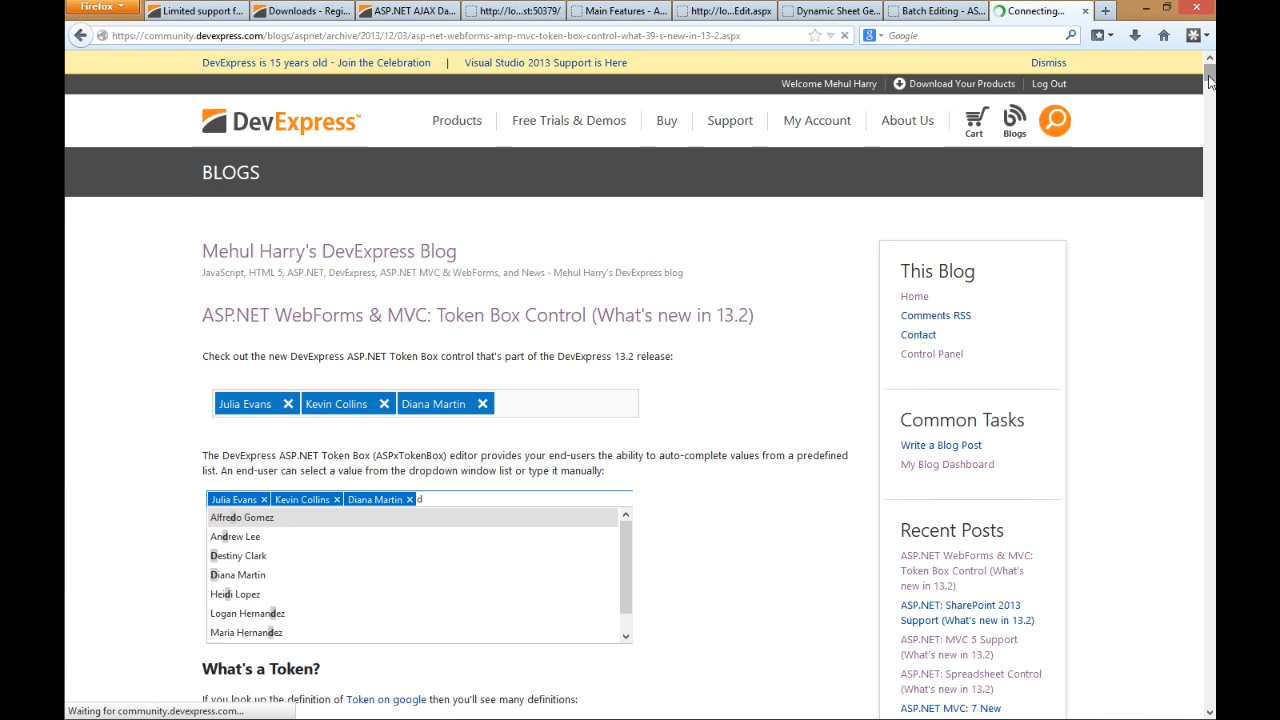 Firefox
Limited support f...
Downloads - Regi...
ASP.NET AJAX Da...
http://lo...st:50379/
Main Features - A...
http://lo...Edit.aspx
Dynamic Sheet Ge...
Batch Editing - AS...
Connecting...
https://community.devexpress.com/blogs/aspnet/archive/2013/12/03/asp-net-webforms-amp-mvc-token-box-control-what-39-s-new-in-13-2.aspx
Google
DevExpress is 15 years old - Join the Celebration | Visual Studio 2013 Support is Here
Dismiss
Welcome Mehul Harry
Download Your Products
Log Out
DevExpress™
Products
Free Trials & Demos
Buy
Support
My Account
About Us
Cart
Blogs
BLOGS
Mehul Harry's DevExpress Blog
JavaScript, HTML 5, ASP.NET, DevExpress, ASP.NET MVC & WebForms, and News - Mehul Harry's DevExpress blog
ASP.NET WebForms & MVC: Token Box Control (What's new in 13.2)
Check out the new DevExpress ASP.NET Token Box control that's part of the DevExpress 13.2 release:
Julia Evans Kevin Collins Diana Martin
The DevExpress ASP.NET Token Box (ASPxTokenBox) editor provides your end-users the ability to auto-complete values from a predefined
list. An end-user can select a value from the dropdown window list or type it manually:
Julia Evans Kevin Collins Diana Martin d
Alfredo Gomez
Andrew Lee
Destiny Clark
Diana Martin
Heidi Lopez
Logan Hernandez
Maria Hernandez
What's a Token?
If you look up the definition of Token on google then you'll see many definitions:
This Blog
Home
Comments RSS
Contact
Control Panel
Common Tasks
Write a Blog Post
My Blog Dashboard
Recent Posts
ASP.NET WebForms & MVC:
Token Box Control (What's
new in 13.2)
ASP.NET: SharePoint 2013
Support (What's new in 13.2)
ASP.NET: MVC 5 Support
(What's new in 13.2)
ASP.NET: Spreadsheet Control
(What's new in 13.2)
ASP.NET MVC: 7 New
Waiting for community.devexpress.com...